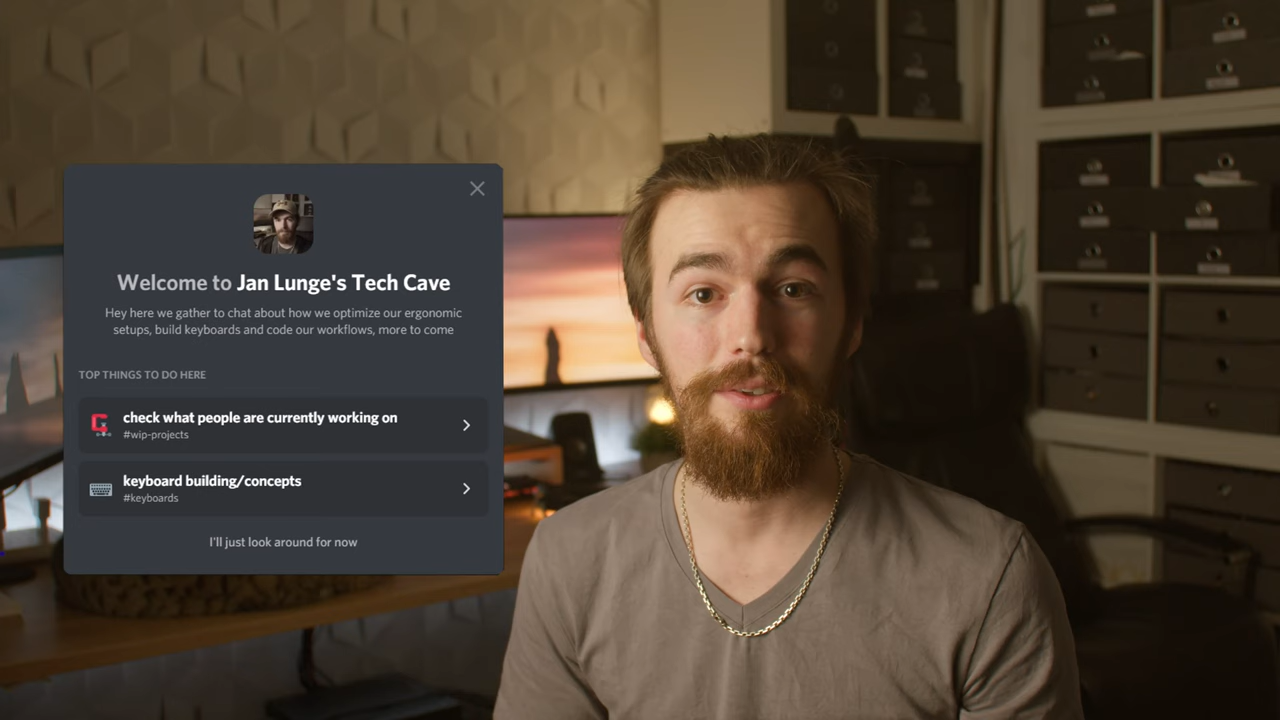 Welcome to Jan Lunge's Tech Cave
Hey here we gather to chat about how we optimize our ergonomic
setups, build keyboards and code our workflows, more to come
TOP THINGS TO DO HERE
check what people are currently working on
#wip-projects
keyboard building/concepts
#keyboards
I'll just look around for now